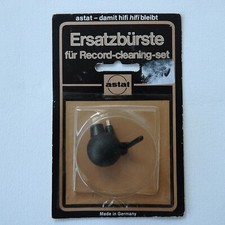 astat – damit hifi hifi bleibt
Ersatzbürste
für Record-cleaning-set
astat
Made in Germany